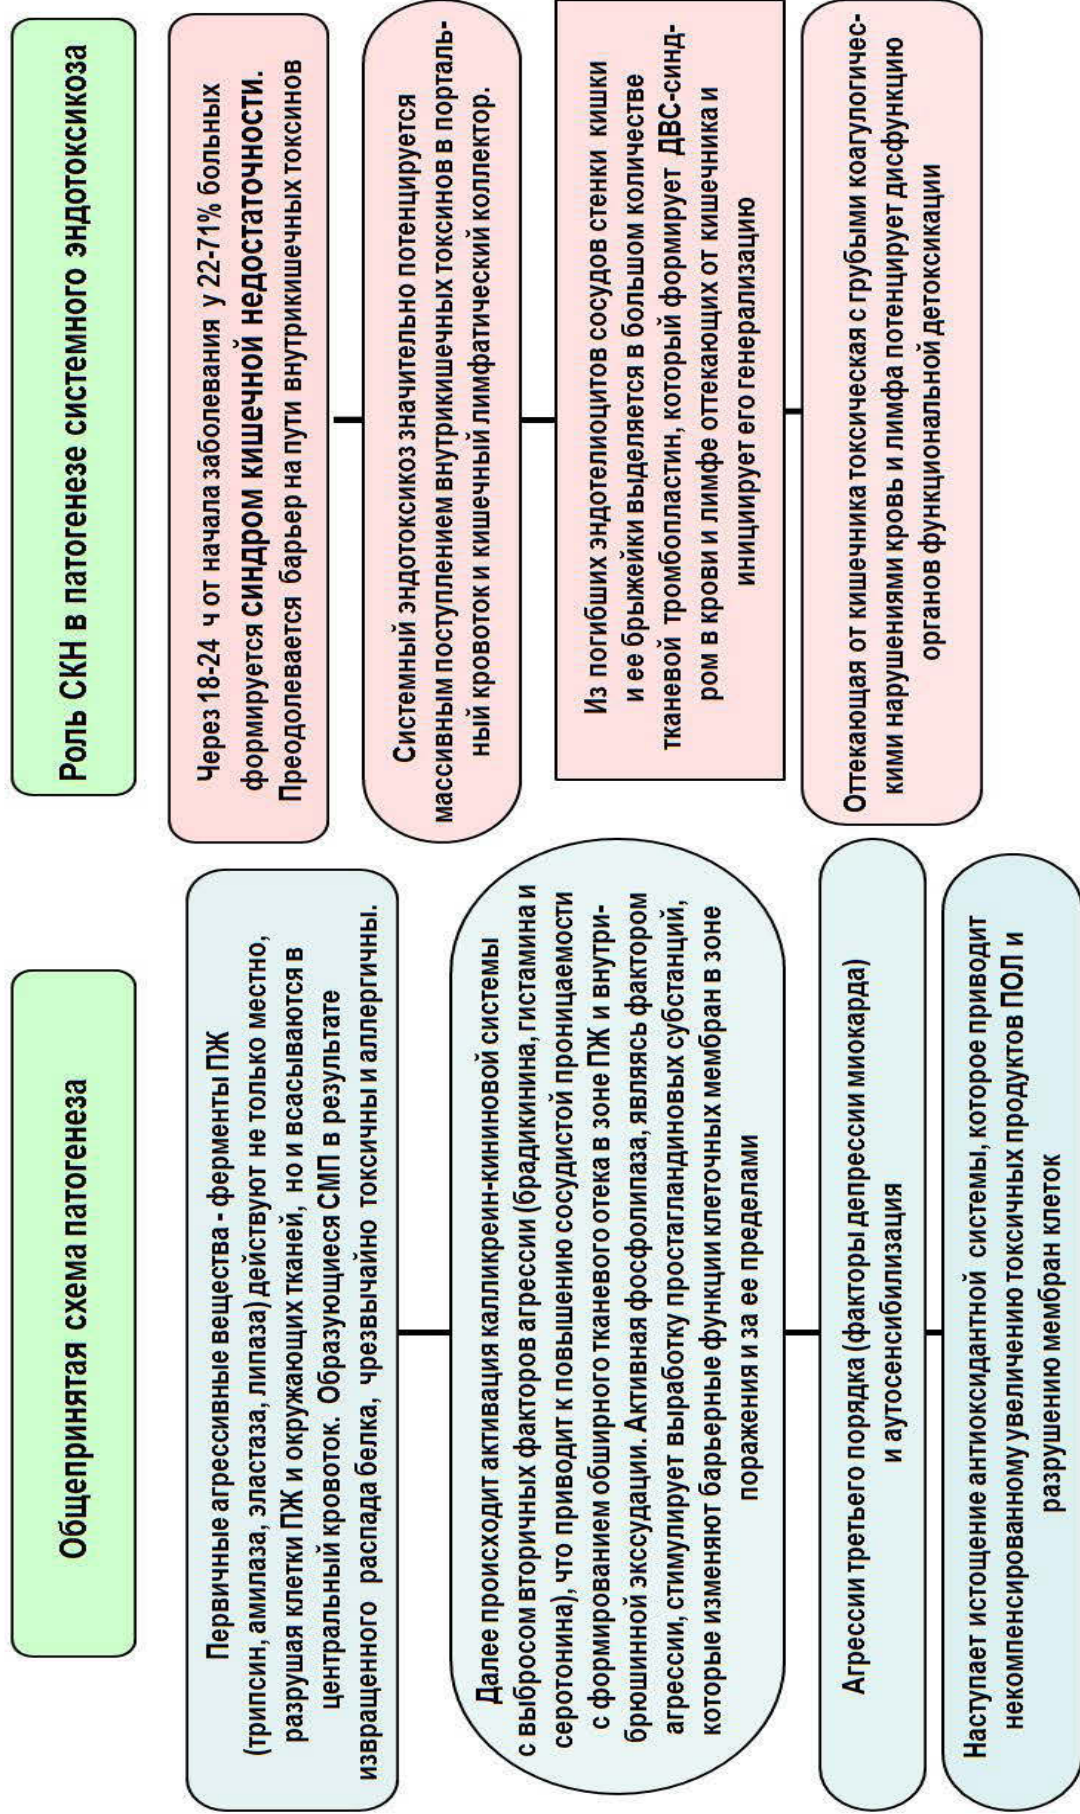 Общепринятая схема патогенеза
Первичные агрессивные вещества - ферменты ПЖ
(трипсин, амилаза, эластаза, липаза) действуют не только местно,
разрушая клетки ПЖ и окружающих тканей, но и всасываются в
центральный кровоток. Образующиеся СМП в результате
извращенного распада белка, чрезвычайно токсичны и аллергичны.
Далее происходит активация калликреин-кининовой системы
с выбросом вторичных факторов агрессии (брадикинина, гистамина и
серотонина), что приводит к повышению сосудистой проницаемости
с формированием обширного тканевого отека в зоне ПЖ и внутри-
брюшинной экссудации. Активная фосфолипаза, являясь фактором
агрессии, стимулирует выработку простагландиновых субстанций,
которые изменяют барьерные функции клеточных мембран в зоне
поражения и за ее пределами
Агрессии третьего порядка (факторы депрессии миокарда)
и аутосенсибилизация
Наступает истощение антиоксидантной системы, которое приводит
некомпенсированному увеличению токсичных продуктов ПОЛ и
разрушению мембран клеток
Роль СКН в патогенезе системного эндотоксикоза
Через 18-24 ч от начала заболевания у 22-71% больных
формируется синдром кишечной недостаточности.
Преодолевается барьер на пути внутрикишечных токсинов
Системный эндотоксикоз значительно потенцируется
массивным поступлением внутрикишечных токсинов в порталь-
ный кровоток и кишечный лимфатический коллектор.
Из погибших эндотелиоцитов сосудов стенки кишки
и ее брыжейки выделяется в большом количестве
тканевой тромбопластин, который формирует ДВС-синд-
ром в крови и лимфе оттекающих от кишечника и
инициирует его генерализацию
Оттекающая от кишечника токсическая с грубыми коагулогичес-
кими нарушениями кровь и лимфа потенцирует дисфункцию
органов функциональной детоксикации